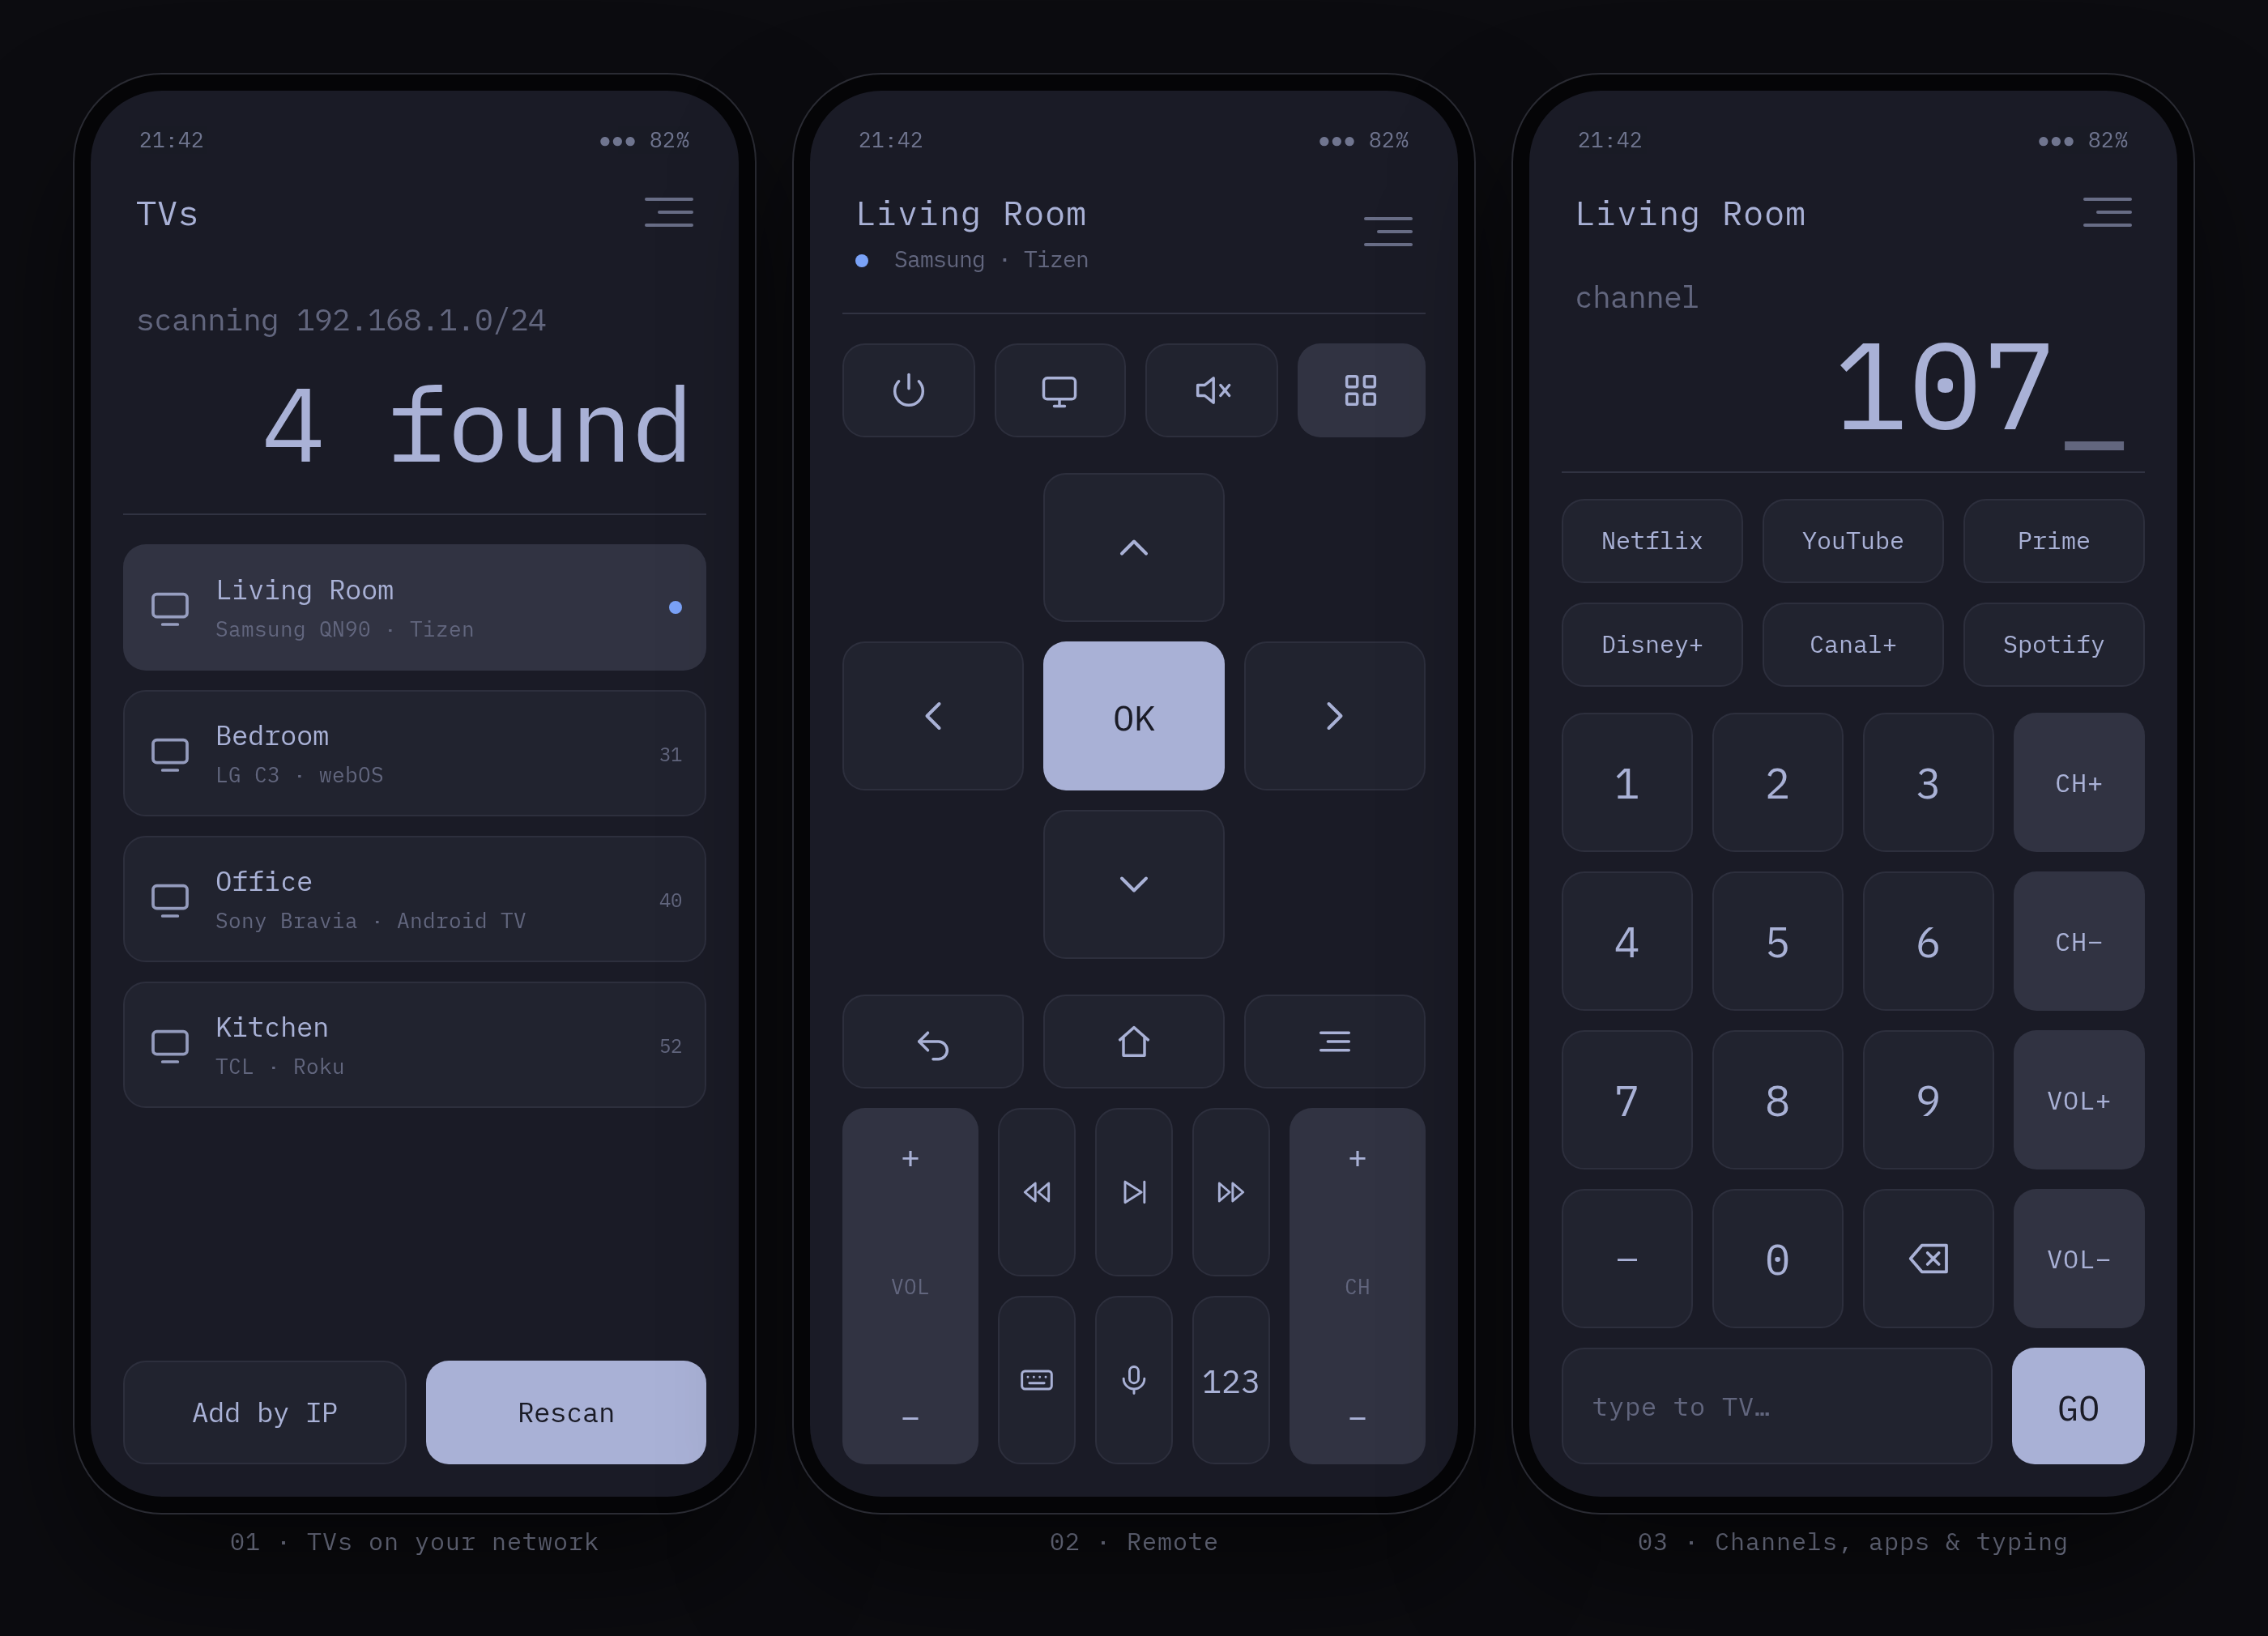 21:42 ●●● 82%
TVs
scanning 192.168.1.0/24
4 found
Living Room
Samsung QN90 · Tizen
Bedroom
LG C3 · webOS
31
Office
Sony Bravia · Android TV
40
Kitchen
TCL · Roku
52
Add by IP
Rescan
01 · TVs on your network
21:42 ●●● 82%
Living Room
Samsung · Tizen
OK
+ +
VOL CH
123
− −
02 · Remote
21:42 ●●● 82%
Living Room
channel
107_
Netflix YouTube Prime
Disney+ Canal+ Spotify
1 2 3 CH+
4 5 6 CH−
7 8 9 VOL+
− 0 VOL−
type to TV… GO
03 · Channels, apps & typing